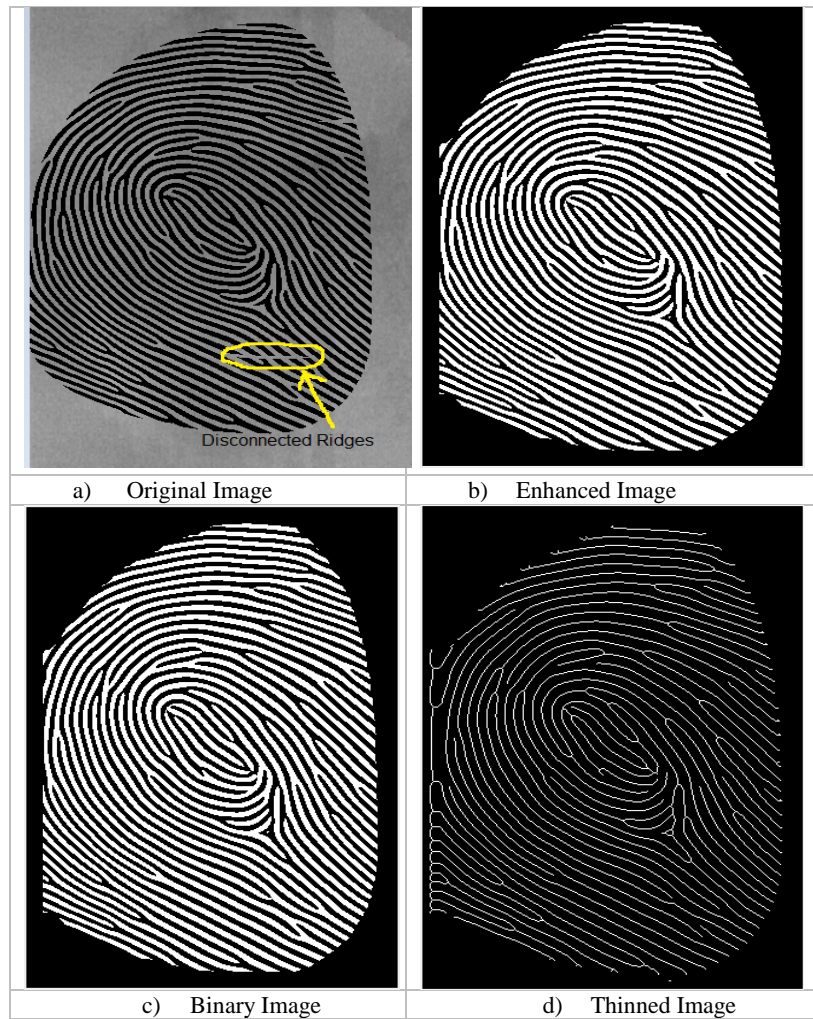 Disconnected Ridges
a) Original Image
b) Enhanced Image
c) Binary Image
d) Thinned Image